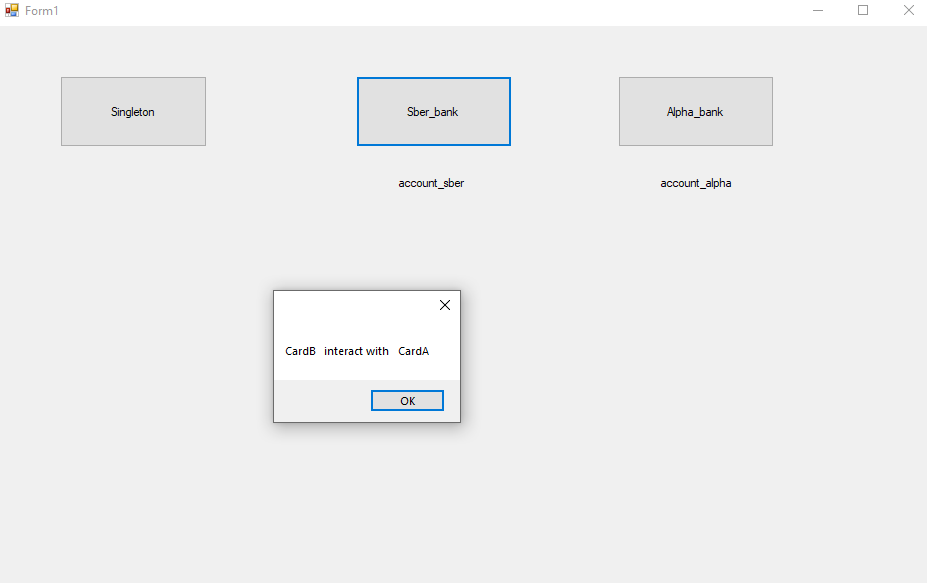 Form1
Singleton
Sber_bank
Alpha_bank
account_sber
account_alpha
CardB interact with CardA
OK